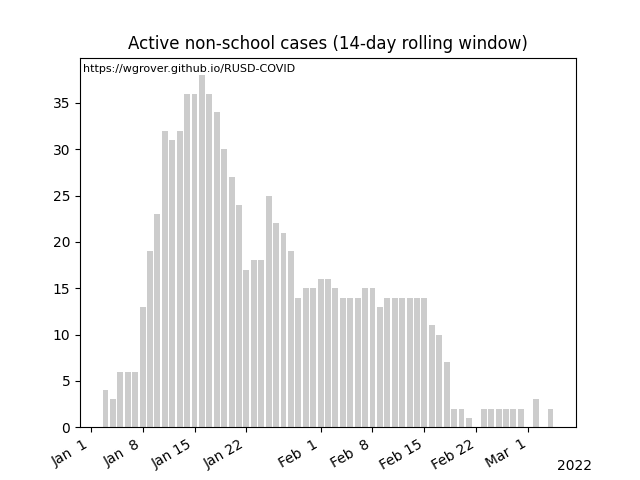 Active non-school cases (14-day rolling window)
https://wgrover.github.io/RUSD-COVID
35
30
25
20
15
10
5
0
Jan 1
Jan 8
Jan 15
Jan 22
Feb 1
Feb 8
Feb 15
Feb 22
Mar 1
2022